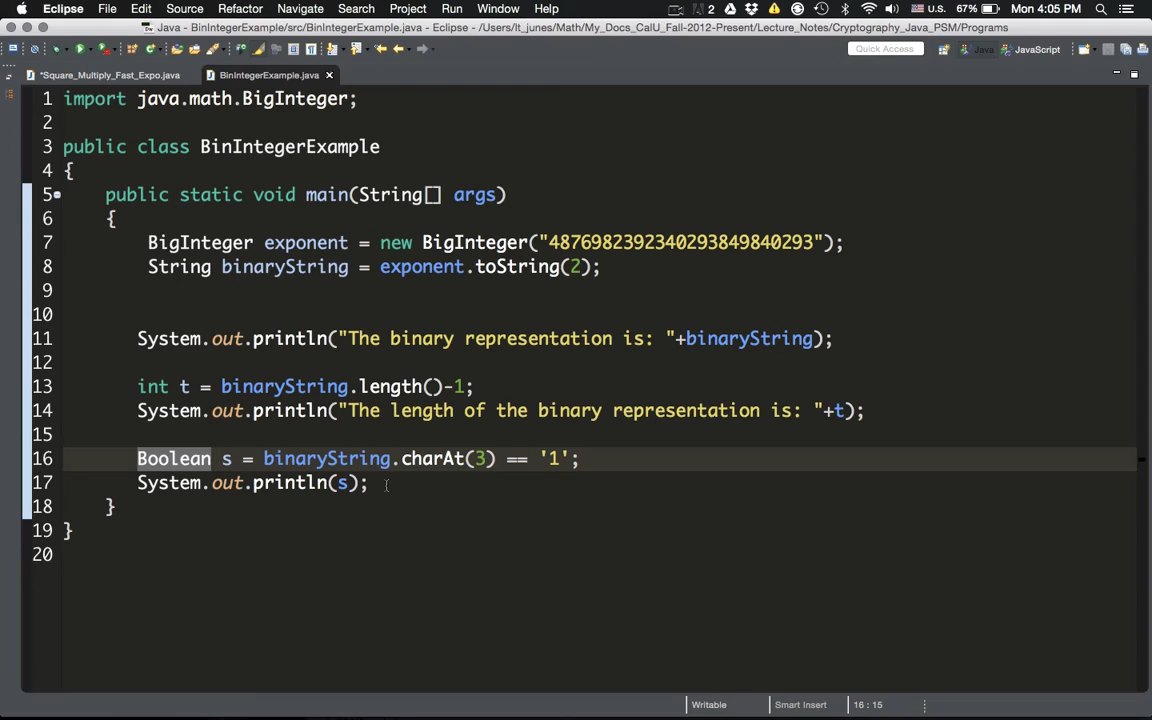 Eclipse File Edit Source Refactor Navigate Search Project Run Window Help 2 U.S. 67% Mon 4:05 PM
Java - BinIntegerExample/src/BinIntegerExample.java - Eclipse - /Users/lt_junes/Math/My_Docs_CalU_Fall-2012-Present/Lecture_Notes/Cryptography_Java_PSM/Programs
Quick Access Java JavaScript
*Square_Multiply_Fast_Expo.java BinIntegerExample.java
1 import java.math.BigInteger;
2
3 public class BinIntegerExample
4 {
5 public static void main(String[] args)
6 {
7 BigInteger exponent = new BigInteger("4876982392340293849840293");
8 String binaryString = exponent.toString(2);
9
10
11 System.out.println("The binary representation is: "+binaryString);
12
13 int t = binaryString.length()-1;
14 System.out.println("The length of the binary representation is: "+t);
15
16 Boolean s = binaryString.charAt(3) == '1';
17 System.out.println(s);
18 }
19 }
20
Writable Smart Insert 16 : 15